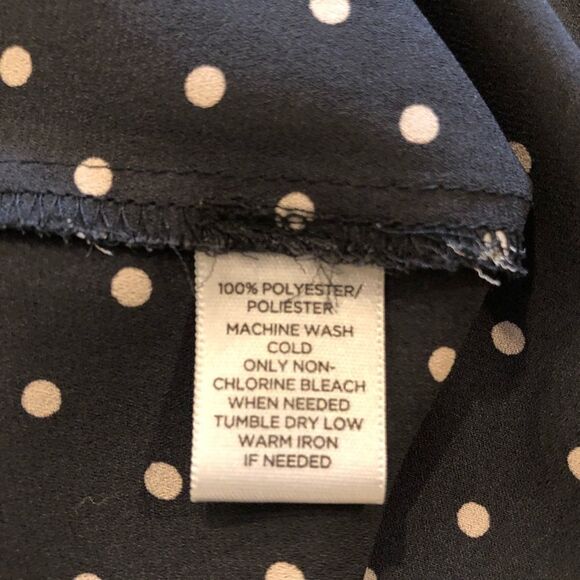 100% POLYESTER/
POLIESTER
MACHINE WASH
COLD
ONLY NON-
CHLORINE BLEACH
WHEN NEEDED
TUMBLE DRY LOW
WARM IRON
IF NEEDED